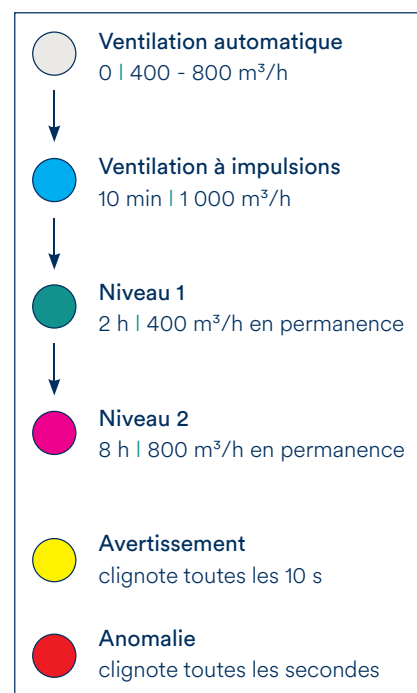 Ventilation automatique
0 | 400 - 800 m³/h
Ventilation à impulsions
10 min | 1 000 m³/h
Niveau 1
2 h | 400 m³/h en permanence
Niveau 2
8 h | 800 m³/h en permanence
Avertissement
clignote toutes les 10 s
Anomalie
clignote toutes les secondes